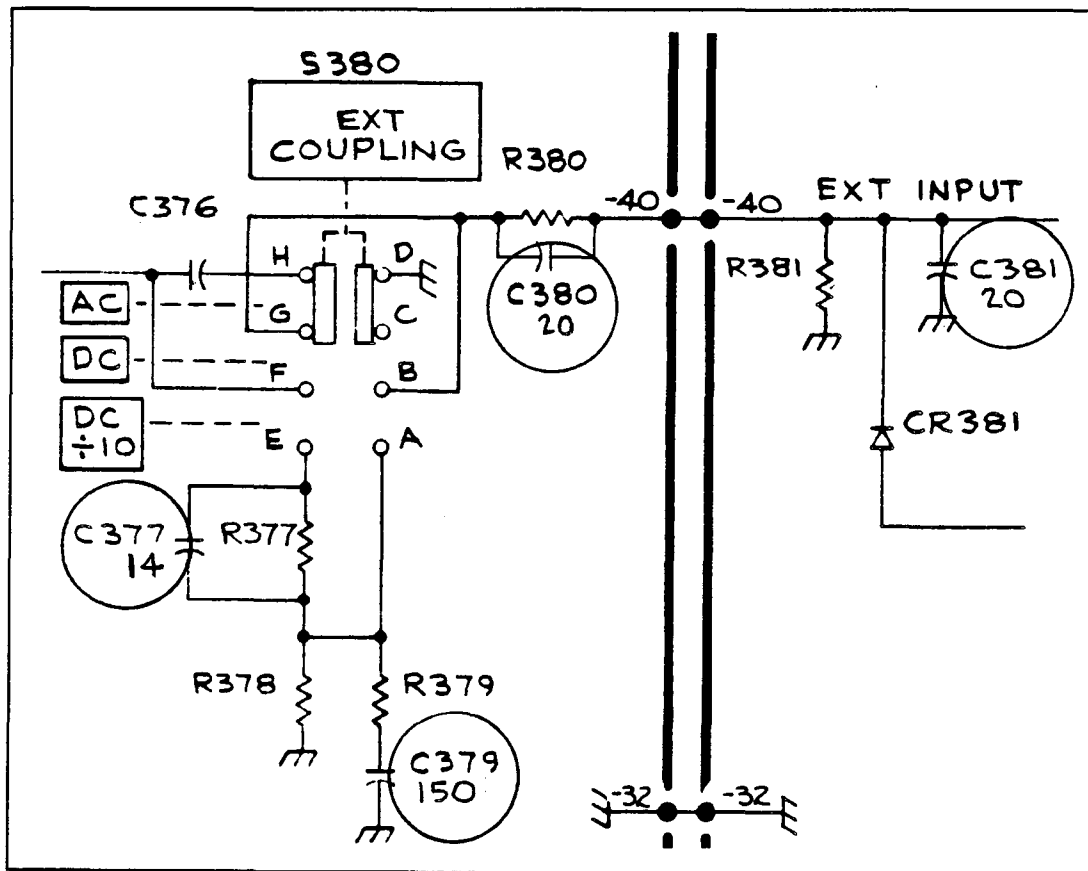 S380
EXT
COUPLING
R380
C376
-40
-40
EXT INPUT
H
D
AC
G
C
C380
20
R381
C381
20
DC
F
B
DC
÷10
E
A
CR381
C377
14
R377
R378
R379
C379
150
-32
-32